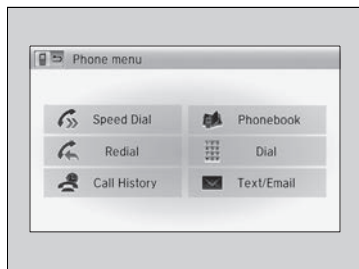 Phone menu
Speed Dial
Phonebook
Redial
Dial
Call History
Text/Email